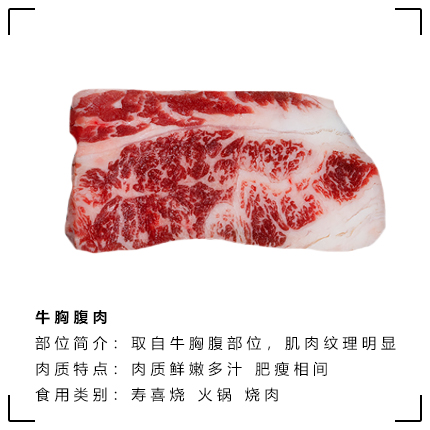 牛胸腹肉
部位简介：取自牛胸腹部位，肌肉纹理明显
肉质特点：肉质鲜嫩多汁 肥瘦相间
食用类别：寿喜烧 火锅 烧肉